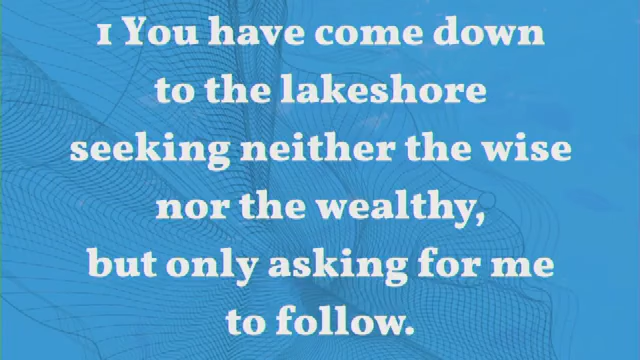 1 You have come down
to the lakeshore
seeking neither the wise
nor the wealthy,
but only asking for me
to follow.